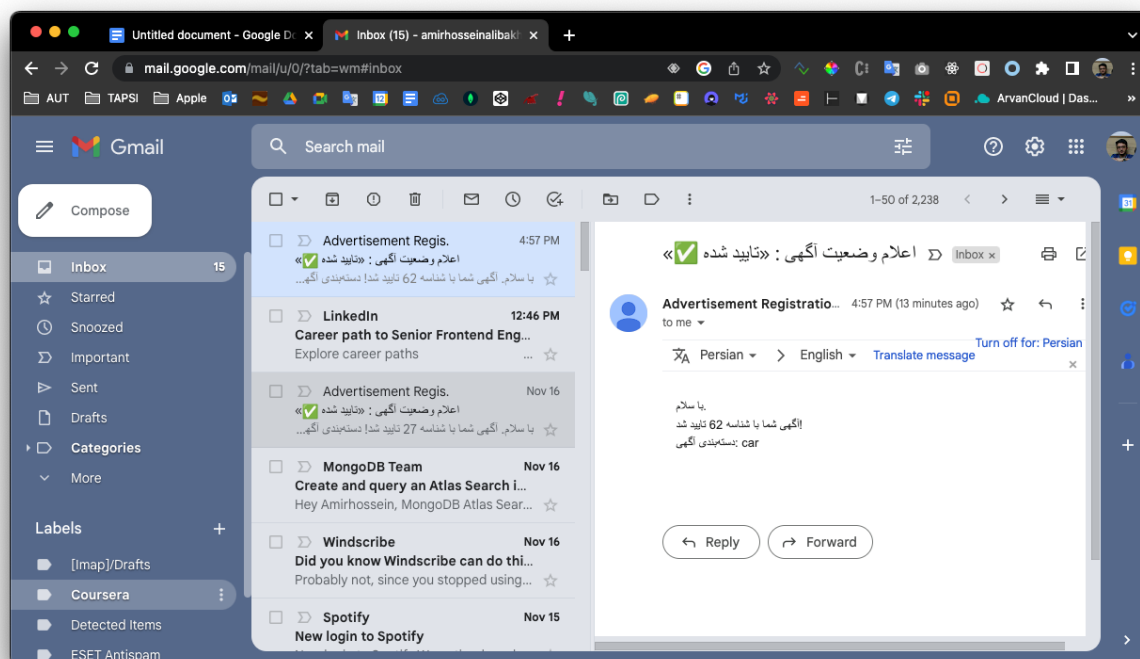 Untitled document - Google Do
Inbox (15) - amirhosseinalibakh
mail.google.com/mail/u/0/?tab=wm#inbox
AUT
TAPSI
Apple
ArvanCloud | Das...
Gmail
Search mail
Compose
1–50 of 2,238
Inbox 15
Starred
Snoozed
Important
Sent
Drafts
Categories
More
Labels
[Imap]/Drafts
Coursera
Detected Items
ESET Antispam
Advertisement Regis. 4:57 PM
اعلام وضعیت آگهی : «تایید شده ✅»
با سلام. آگهی شما با شناسه 62 تایید شد! دسته‌بندی آگه...
LinkedIn 12:46 PM
Career path to Senior Frontend Eng...
Explore career paths ...
Advertisement Regis. Nov 16
اعلام وضعیت آگهی : «تایید شده ✅»
با سلام. آگهی شما با شناسه 27 تایید شد! دسته‌بندی آگه...
MongoDB Team Nov 16
Create and query an Atlas Search i...
Hey Amirhossein, MongoDB Atlas Sear...
Windscribe Nov 16
Did you know Windscribe can do thi...
Probably not, since you stopped using...
Spotify Nov 15
New login to Spotify
اعلام وضعیت آگهی : «تایید شده ✅»
Inbox ×
Advertisement Registratio... 4:57 PM (13 minutes ago)
to me
Persian > English Translate message
Turn off for: Persian
با سلام.
آگهی شما با شناسه 62 تایید شد!
دسته‌بندی آگهی: car
Reply
Forward